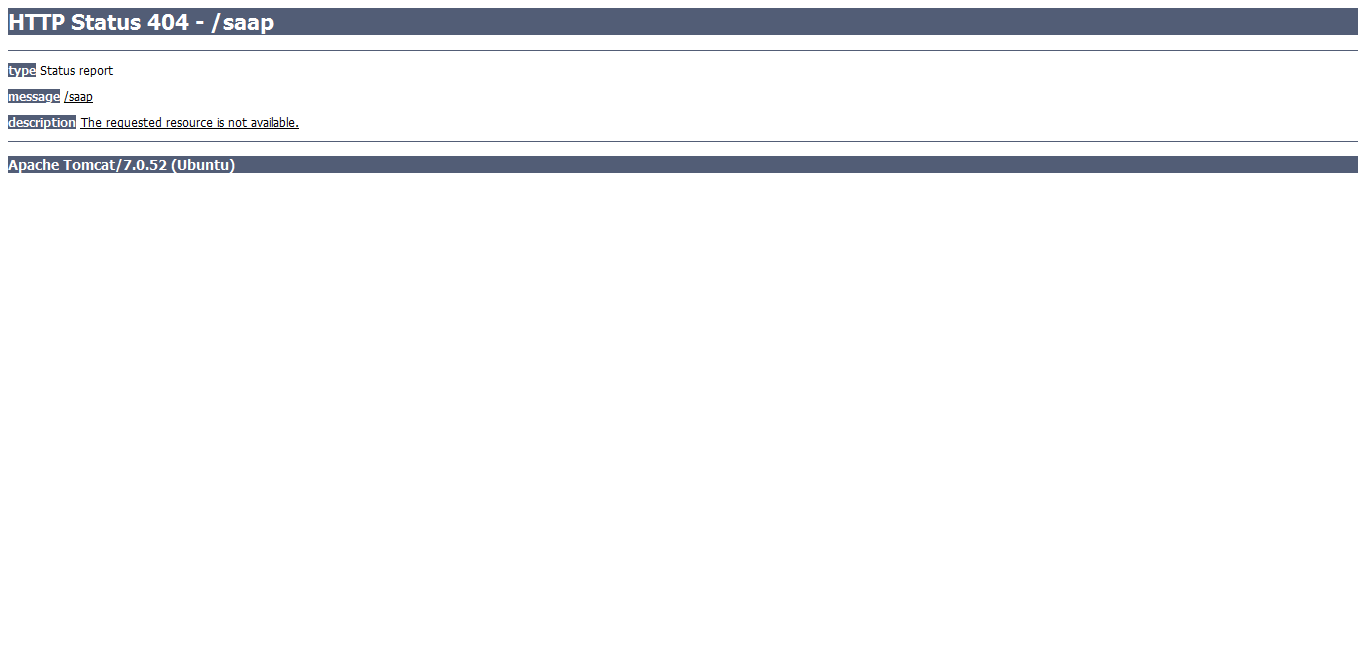 HTTP Status 404 - /saap
type Status report
message /saap
description The requested resource is not available.
Apache Tomcat/7.0.52 (Ubuntu)